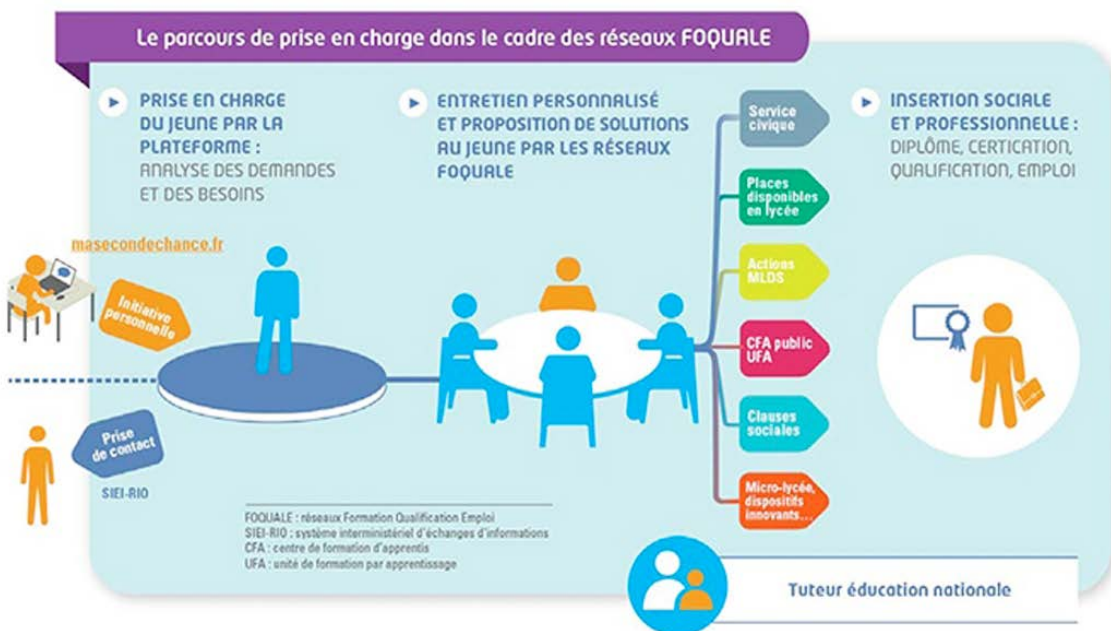 Le parcours de prise en charge dans le cadre des réseaux FOQUALE
PRISE EN CHARGE
DU JEUNE PAR LA
PLATEFORME :
ANALYSE DES DEMANDES
ET DES BESOINS
masecondechance.fr
Initiative
personnelle
Prise
de contact
SIEI-RIO
ENTRETIEN PERSONNALISÉ
ET PROPOSITION DE SOLUTIONS
AU JEUNE PAR LES RÉSEAUX
FOQUALE
Service
civique
Places
disponibles
en lycée
Actions
MLDS
CFA public
UFA
Clauses
sociales
Micro-lycée,
dispositifs
innovants...
INSERTION SOCIALE
ET PROFESSIONNELLE :
DIPLÔME, CERTICATION,
QUALIFICATION, EMPLOI
FOQUALE : réseaux Formation Qualification Emploi
SIEI-RIO : système interministériel d'échanges d'informations
CFA : centre de formation d'apprentis
UFA : unité de formation par apprentissage
Tuteur éducation nationale